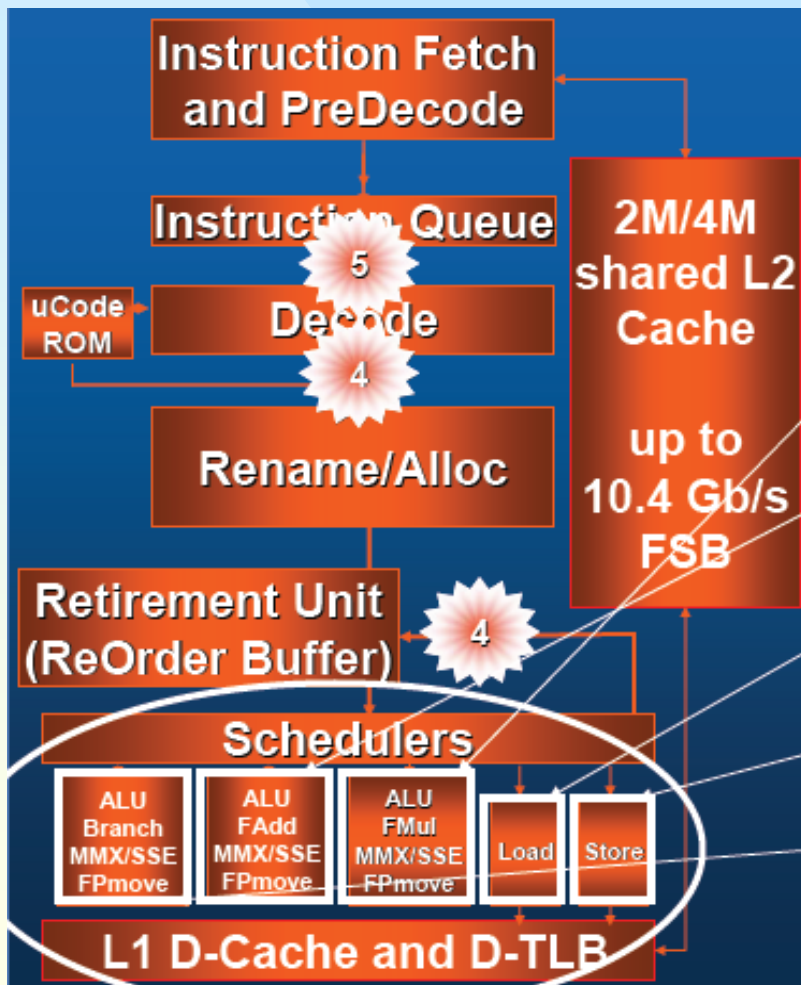 Instruction Fetch
and PreDecode
Instruction Queue
5
uCode
ROM
Decode
4
Rename/Alloc
2M/4M
shared L2
Cache
up to
10.4 Gb/s
FSB
Retirement Unit
(ReOrder Buffer)
4
Schedulers
ALU
Branch
MMX/SSE
FPmove
ALU
FAdd
MMX/SSE
FPmove
ALU
FMul
MMX/SSE
FPmove
Load
Store
L1 D-Cache and D-TLB